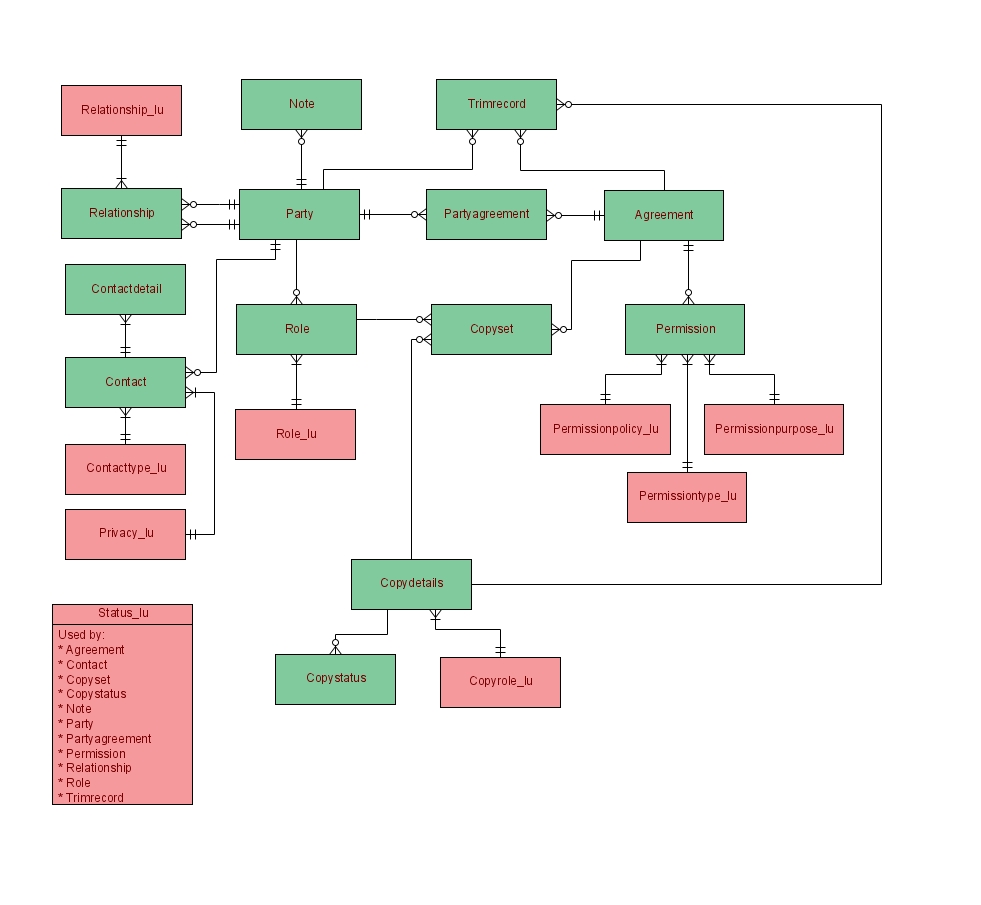 Relationship_lu
Note
Trimrecord
Relationship
Party
Partyagreement
Agreement
Contactdetail
Role
Copyset
Permission
Contact
Role_lu
Permissionpolicy_lu
Permissionpurpose_lu
Contacttype_lu
Permissiontype_lu
Privacy_lu
Copydetails
Status_lu
Used by:
* Agreement
* Contact
* Copyset
* Copystatus
* Note
* Party
* Partyagreement
* Permission
* Relationship
* Role
* Trimrecord
Copystatus
Copyrole_lu